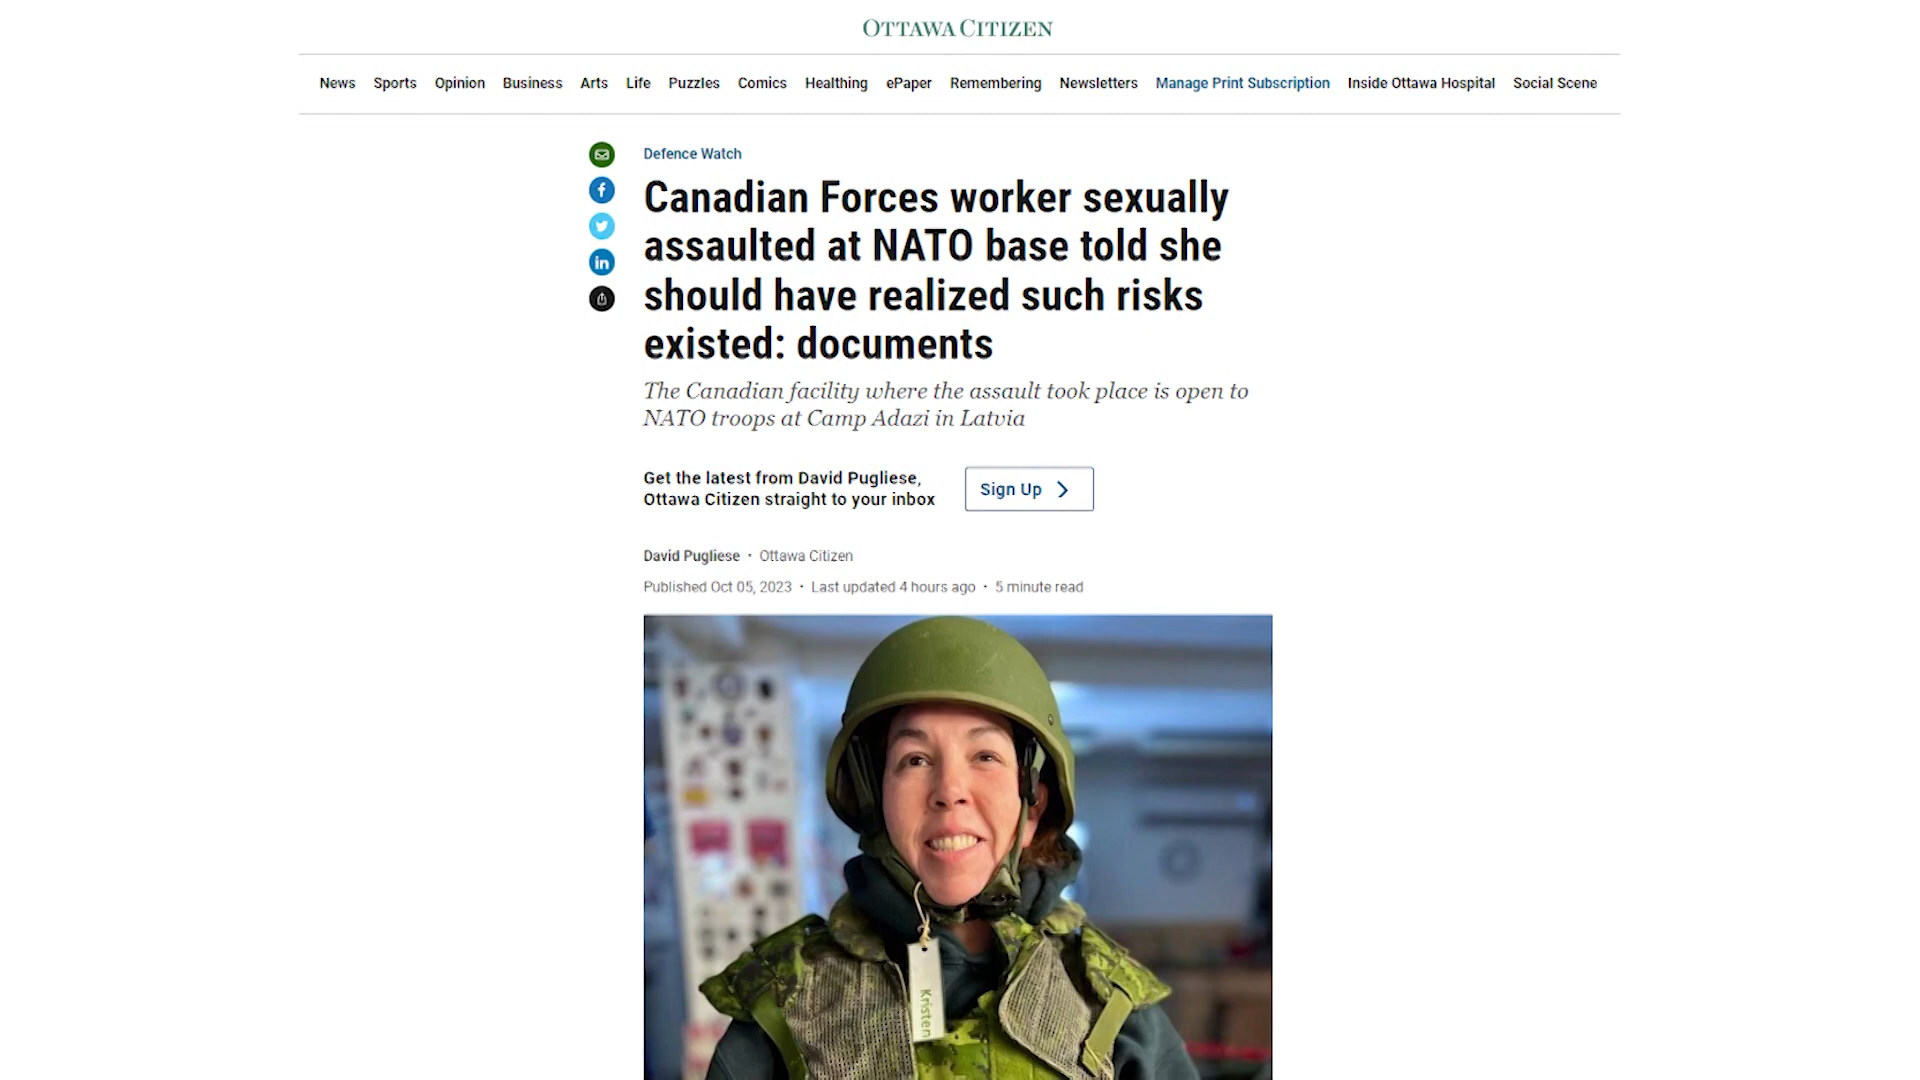 OTTAWA CITIZEN
News Sports Opinion Business Arts Life Puzzles Comics Healthing ePaper Remembering Newsletters Manage Print Subscription Inside Ottawa Hospital Social Scene
Defence Watch
Canadian Forces worker sexually
assaulted at NATO base told she
should have realized such risks
existed: documents
The Canadian facility where the assault took place is open to
NATO troops at Camp Adazi in Latvia
Get the latest from David Pugliese,
Ottawa Citizen straight to your inbox
Sign Up
David Pugliese · Ottawa Citizen
Published Oct 05, 2023 · Last updated 4 hours ago · 5 minute read
Kristen